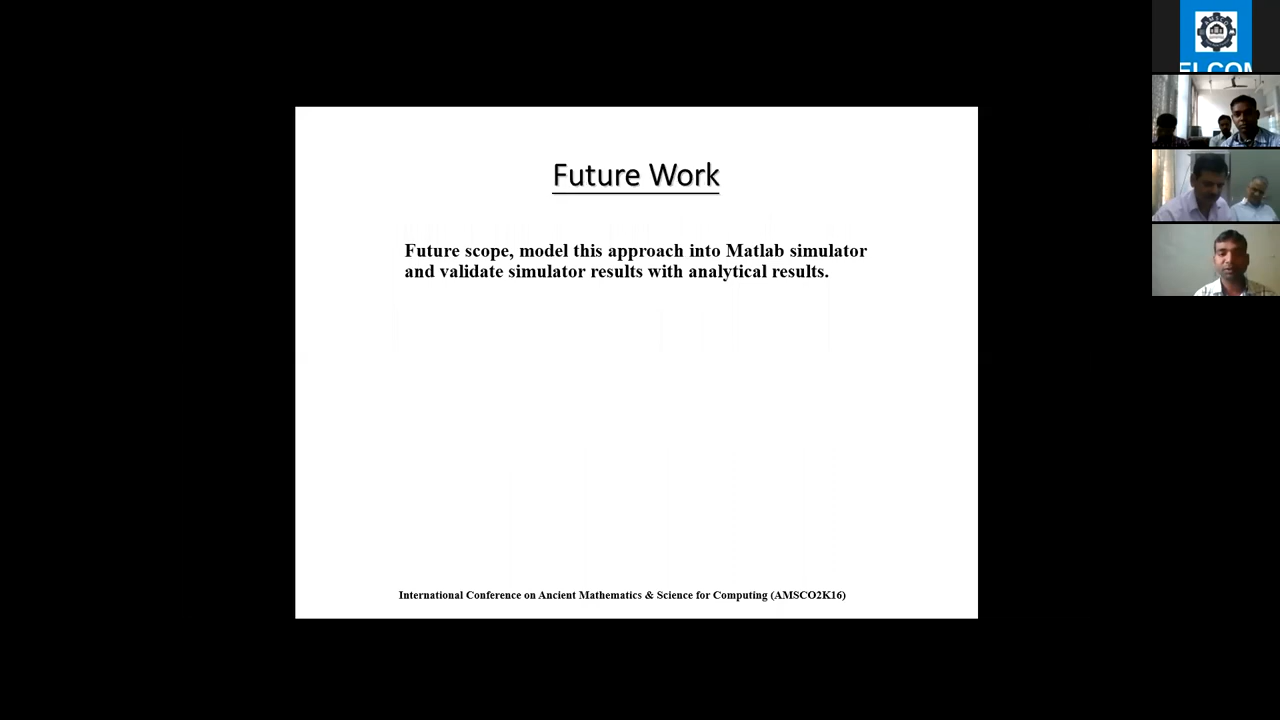 Future Work
Future scope, model this approach into Matlab simulator
and validate simulator results with analytical results.
International Conference on Ancient Mathematics & Science for Computing (AMSCO2K16)